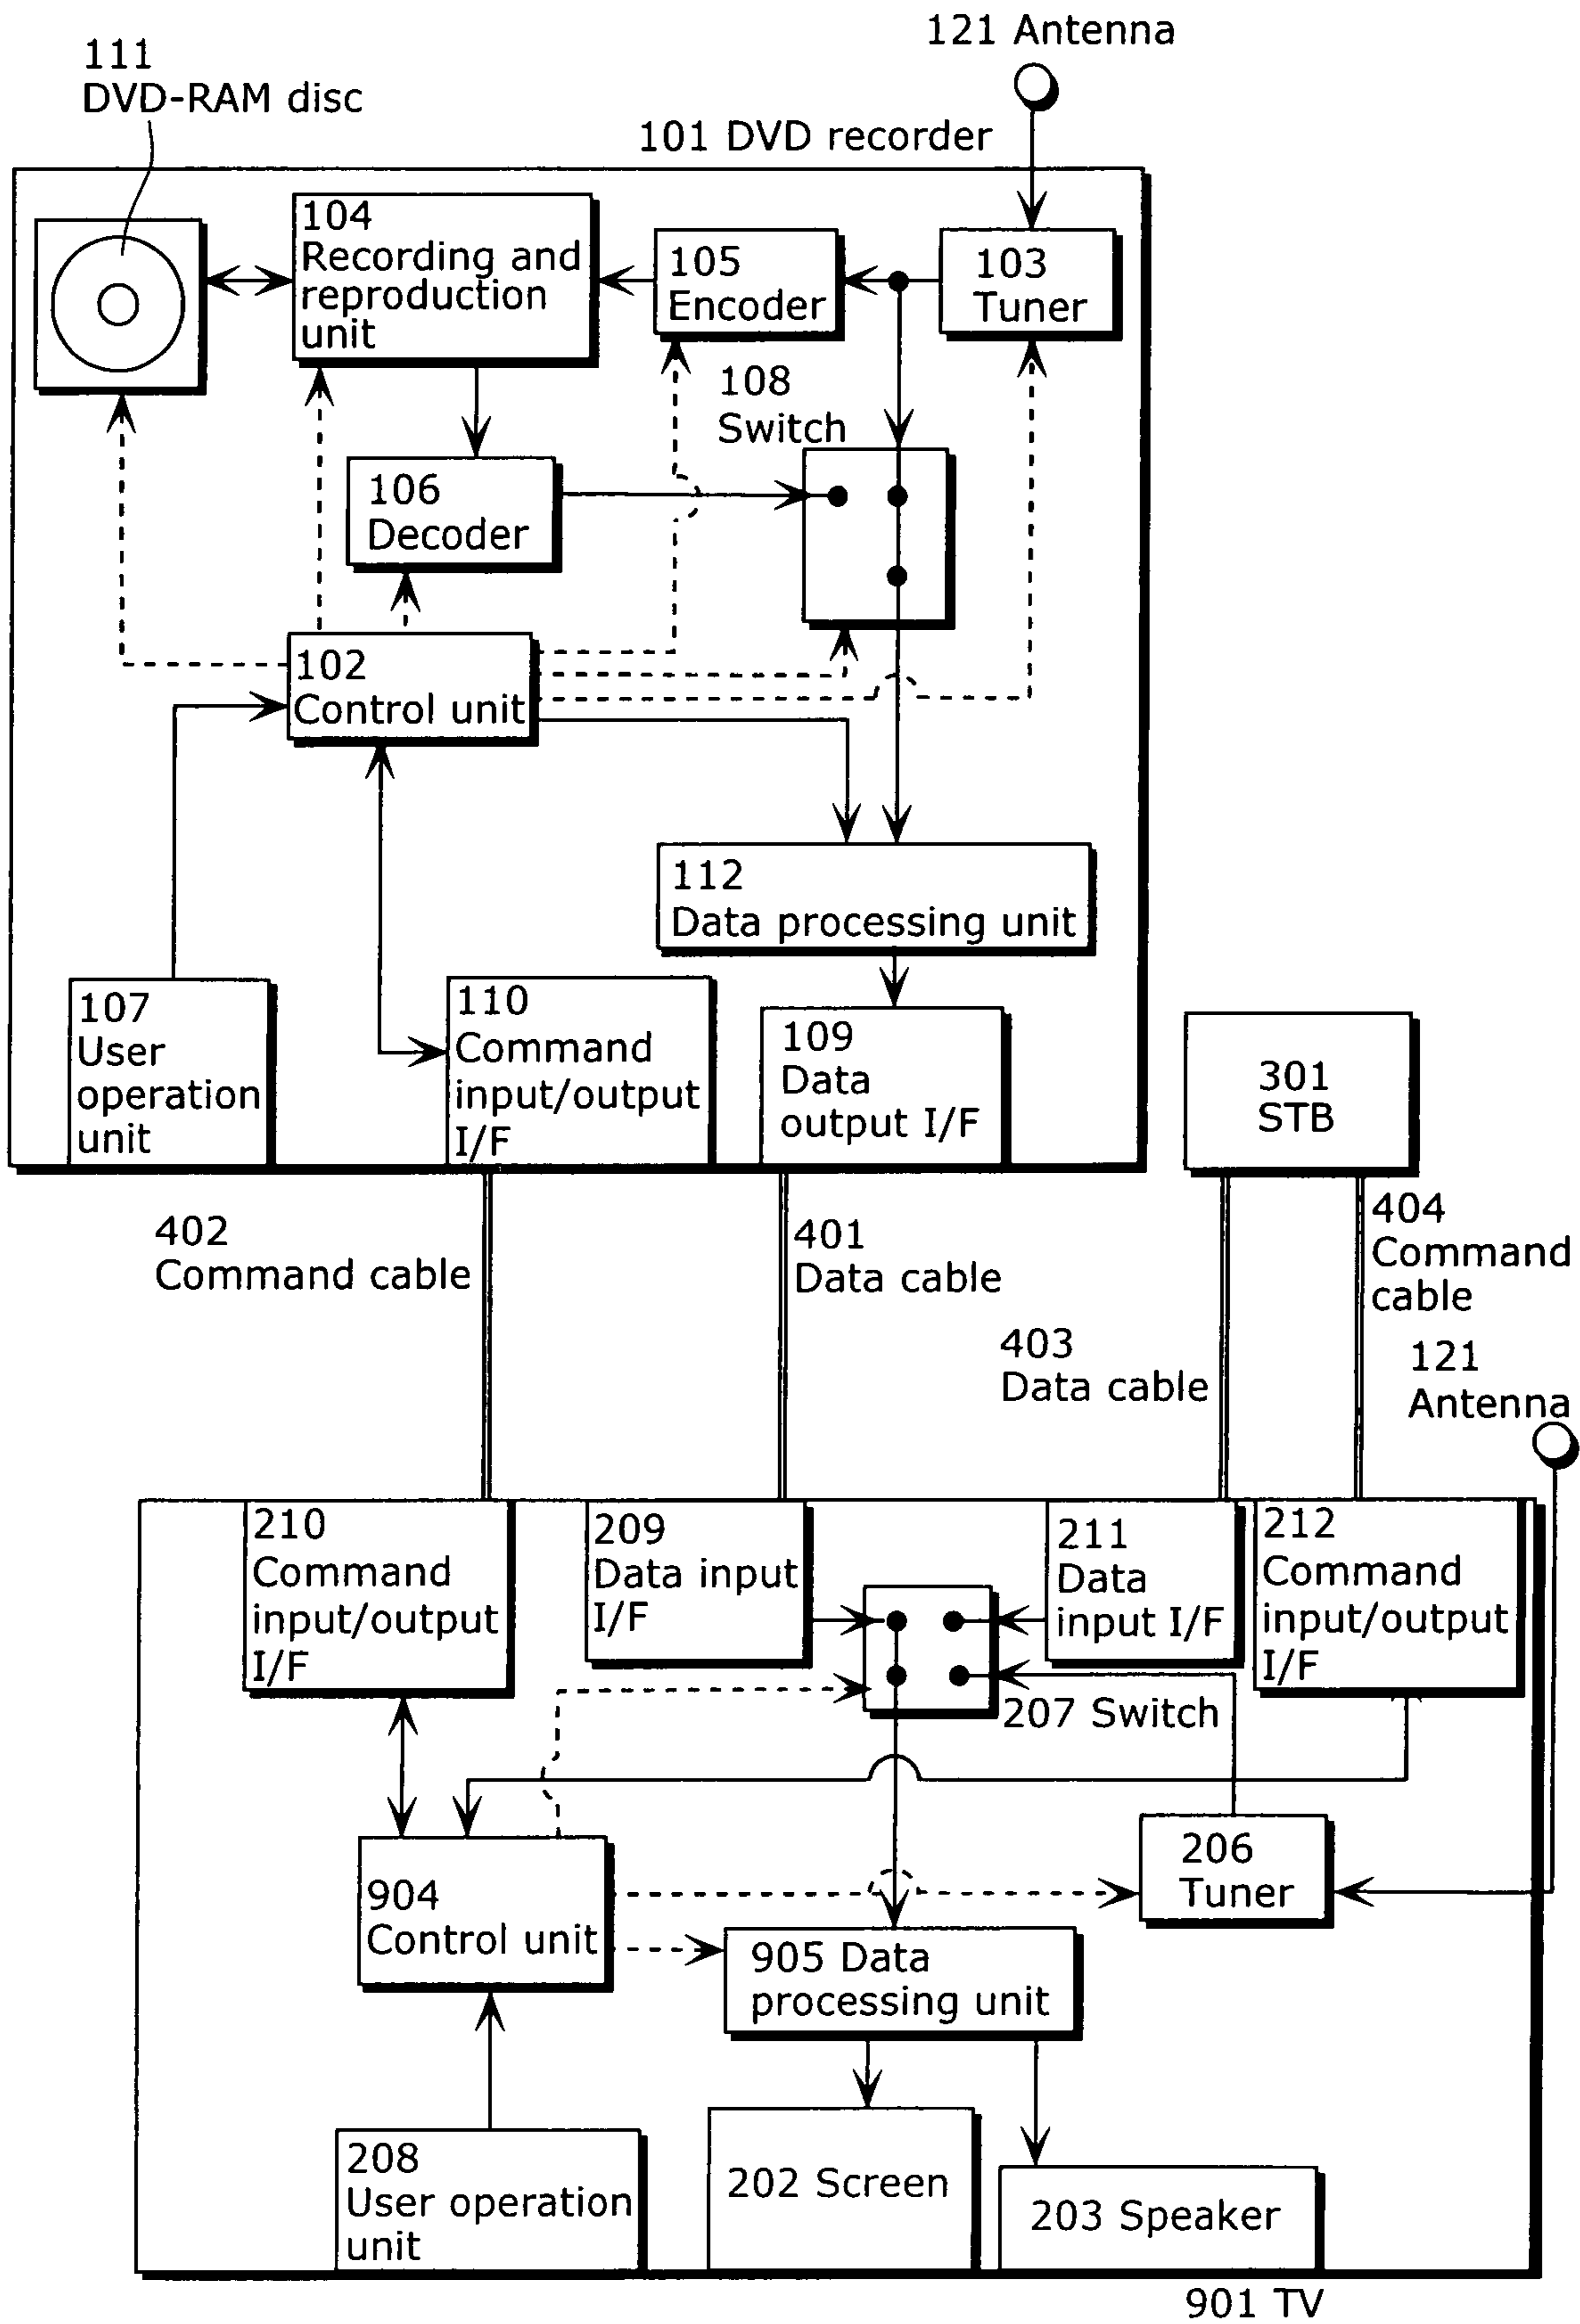 121 Antenna
111
DVD-RAM disc
101 DVD recorder
104
Recording and
reproduction
unit
105
Encoder
103
Tuner
108
Switch
106
Decoder
102
Control unit
112
Data processing unit
107
User
operation
unit
110
Command
input/output
I/F
109
Data
output I/F
301
STB
402
Command cable
401
Data cable
404
Command
cable
403
Data cable
121
Antenna
210
Command
input/output
I/F
209
Data input
I/F
211
Data
input I/F
212
Command
input/output
I/F
207 Switch
206
Tuner
904
Control unit
905 Data
processing unit
208
User operation
unit
202 Screen
203 Speaker
901 TV